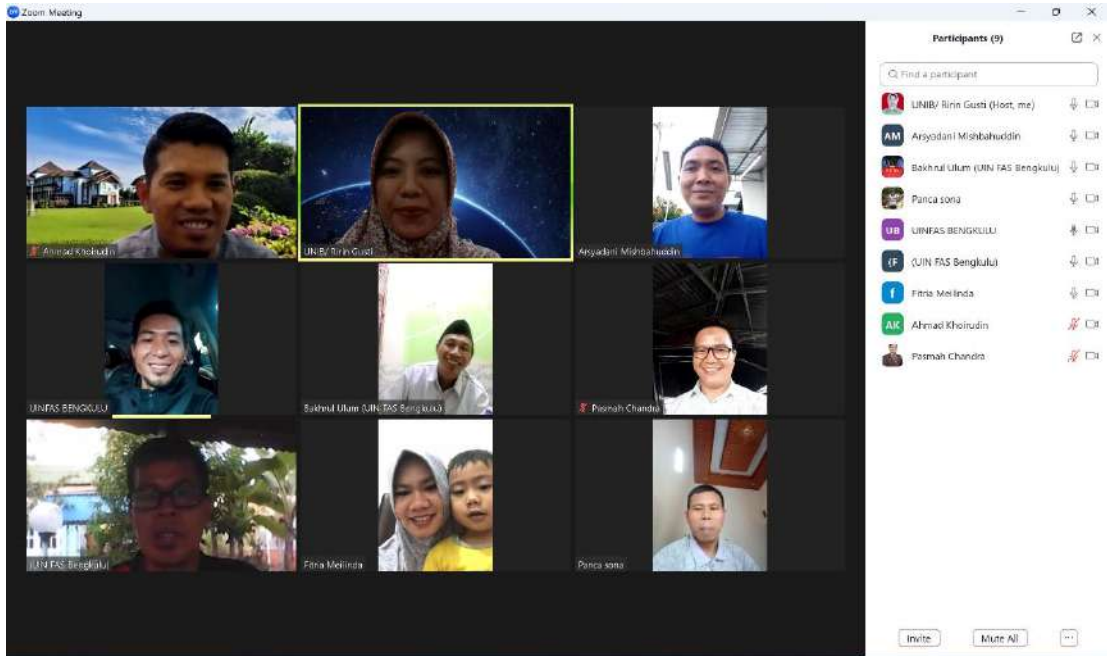 Zoom Meeting
Ahmad Khoirudin
UNIB/ Ririn Gusti
Arsyadani Mishbahuddin
UINFAS BENGKULU
Bakhrul Ulum (UIN FAS Bengkulu)
Pasmah Chandra
(UIN FAS Bengkulu)
Fitria Meilinda
Panca sona
Participants (9)
Find a participant
UNIB/ Ririn Gusti (Host, me)
AM Arsyadani Mishbahuddin
Bakhrul Ulum (UIN FAS Bengkulu)
Panca sona
UB UINFAS BENGKULU
(F (UIN FAS Bengkulu)
f Fitria Meilinda
AK Ahmad Khoirudin
Pasmah Chandra
Invite
Mute All